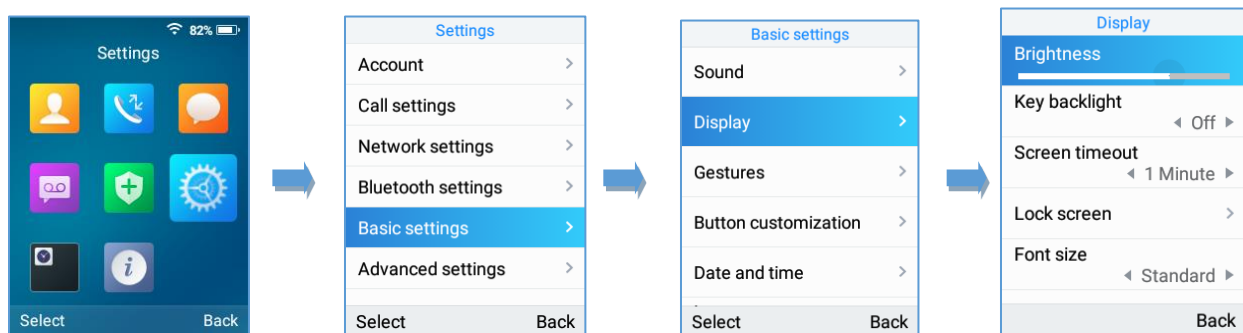 82%
Settings
Select Back
Settings
Account
Call settings
Network settings
Bluetooth settings
Basic settings
Advanced settings
Select Back
Basic settings
Sound
Display
Gestures
Button customization
Date and time
Select Back
Display
Brightness
Key backlight
Off
Screen timeout
1 Minute
Lock screen
Font size
Standard
Back